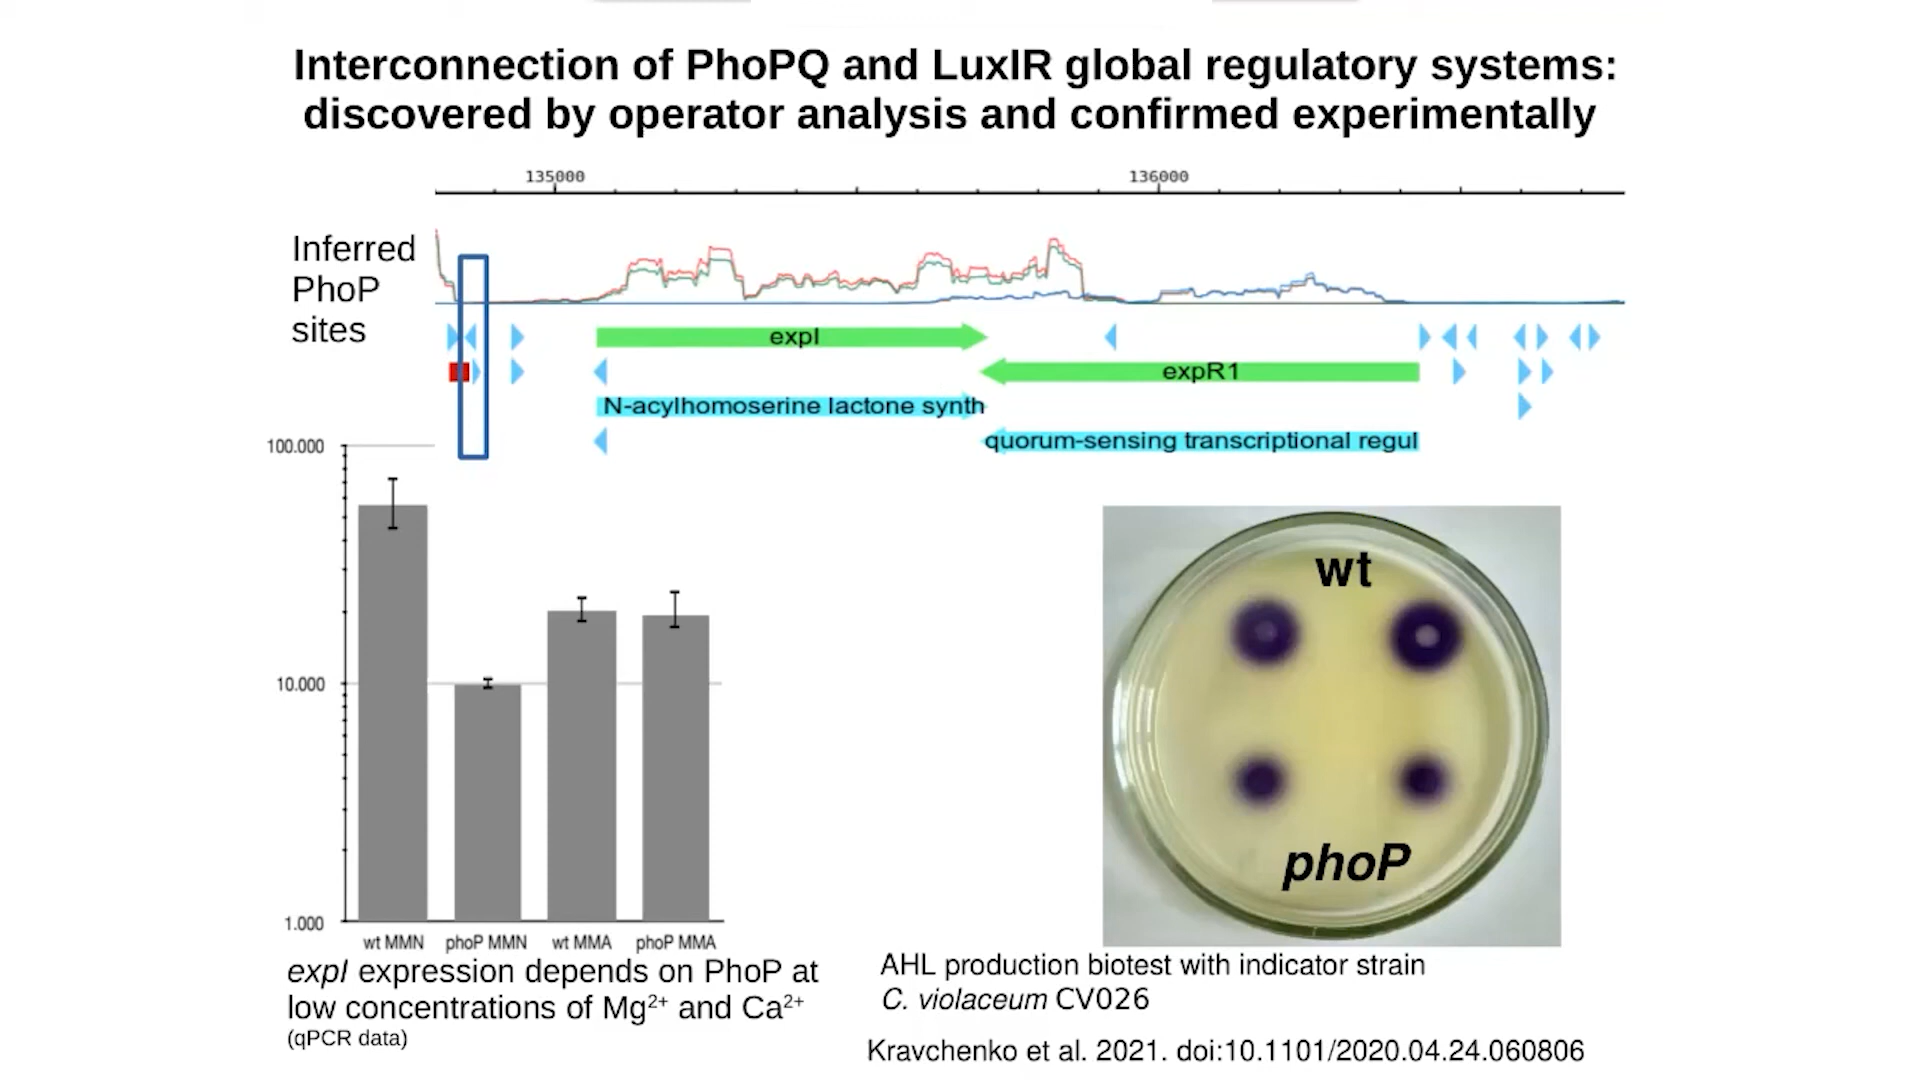 Interconnection of PhoPQ and LuxIR global regulatory systems:
discovered by operator analysis and confirmed experimentally
135000 136000
Inferred
PhoP
sites
expI
expR1
N-acylhomoserine lactone synth
quorum-sensing transcriptional regul
100.000
10.000
1.000
wt MMN phoP MMN wt MMA phoP MMA
expI expression depends on PhoP at
low concentrations of Mg2+ and Ca2+
(qPCR data)
wt
phoP
AHL production biotest with indicator strain
C. violaceum CV026
Kravchenko et al. 2021. doi:10.1101/2020.04.24.060806